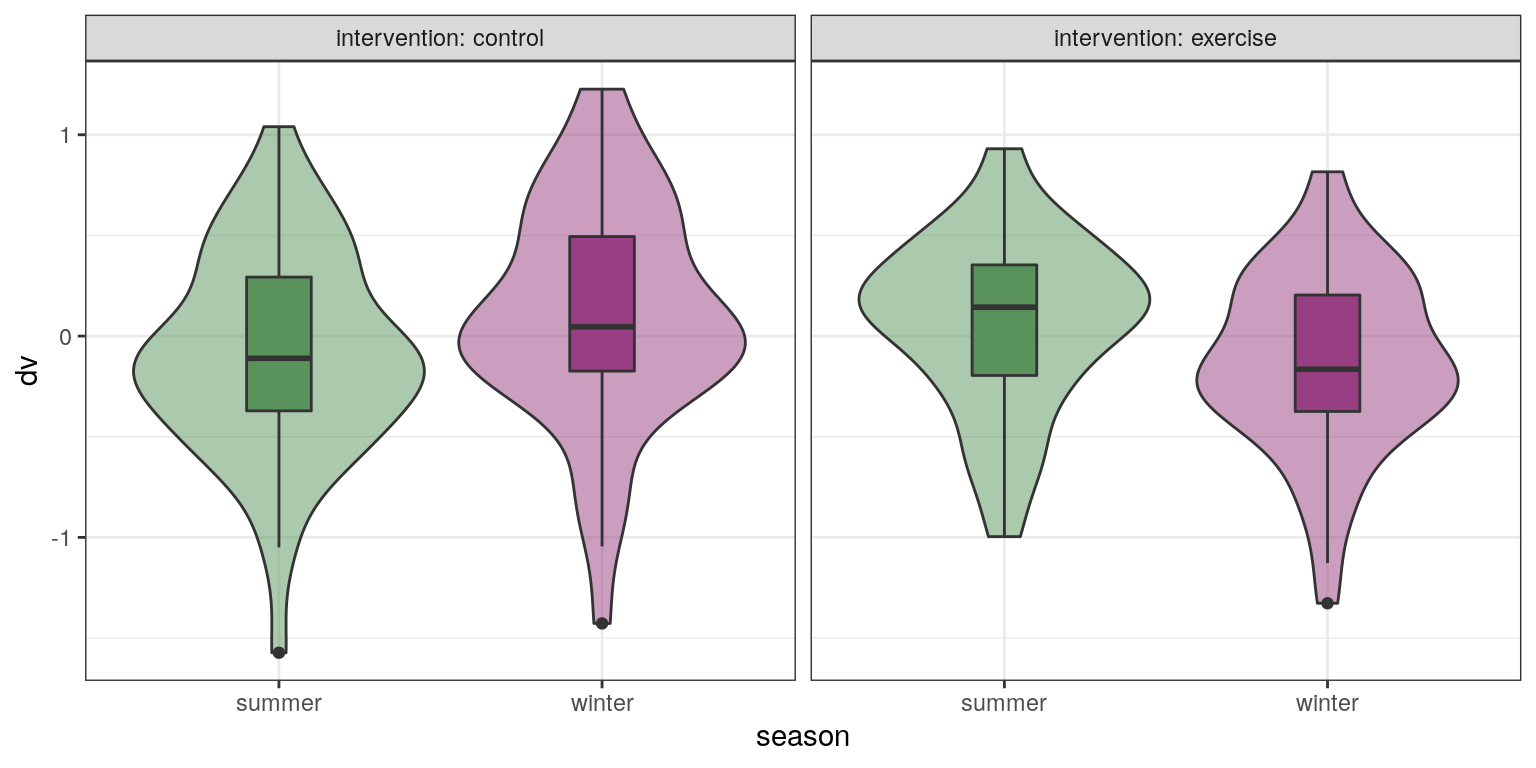 intervention: control
intervention: exercise
dv
1
0
-1
summer
winter
summer
winter
season